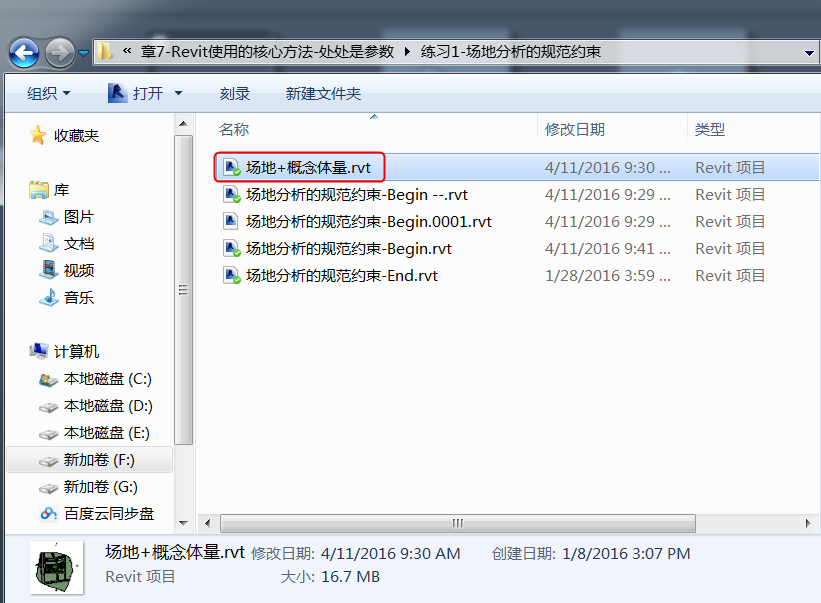 « 章7-Revit使用的核心方法-处处是参数 练习1-场地分析的规范约束
组织 打开 刻录 新建文件夹
收藏夹
库
图片
文档
视频
音乐
计算机
本地磁盘 (C:)
本地磁盘 (D:)
本地磁盘 (E:)
新加卷 (F:)
新加卷 (G:)
百度云同步盘
名称 修改日期 类型
场地+概念体量.rvt 4/11/2016 9:30 ... Revit 项目
场地分析的规范约束-Begin --.rvt 4/11/2016 9:29 ... Revit 项目
场地分析的规范约束-Begin.0001.rvt 4/11/2016 9:29 ... Revit 项目
场地分析的规范约束-Begin.rvt 4/11/2016 9:41 ... Revit 项目
场地分析的规范约束-End.rvt 1/28/2016 3:59 ... Revit 项目
场地+概念体量.rvt 修改日期: 4/11/2016 9:30 AM 创建日期: 1/8/2016 3:07 PM
Revit 项目 大小: 16.7 MB